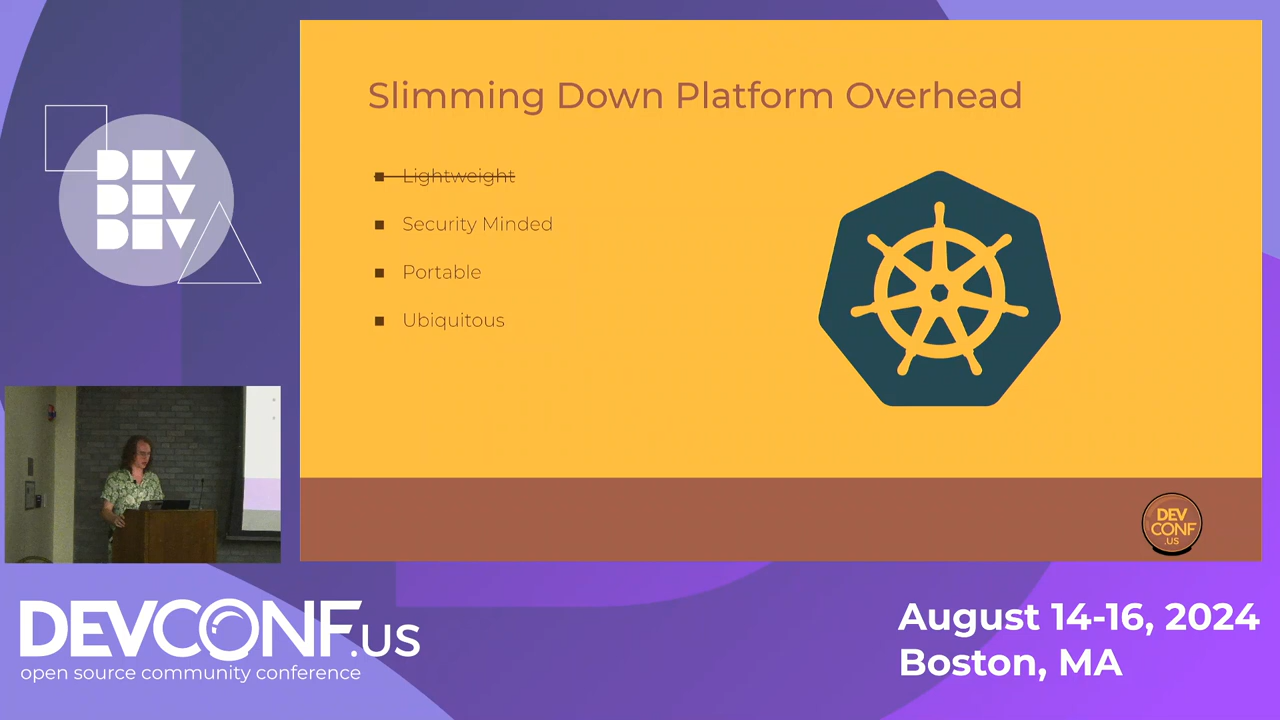 Slimming Down Platform Overhead
Lightweight
Security Minded
Portable
Ubiquitous
DEV
CONF
.US
DEV
DEV
DEV
DEVCONF.US
open source community conference
August 14-16, 2024
Boston, MA